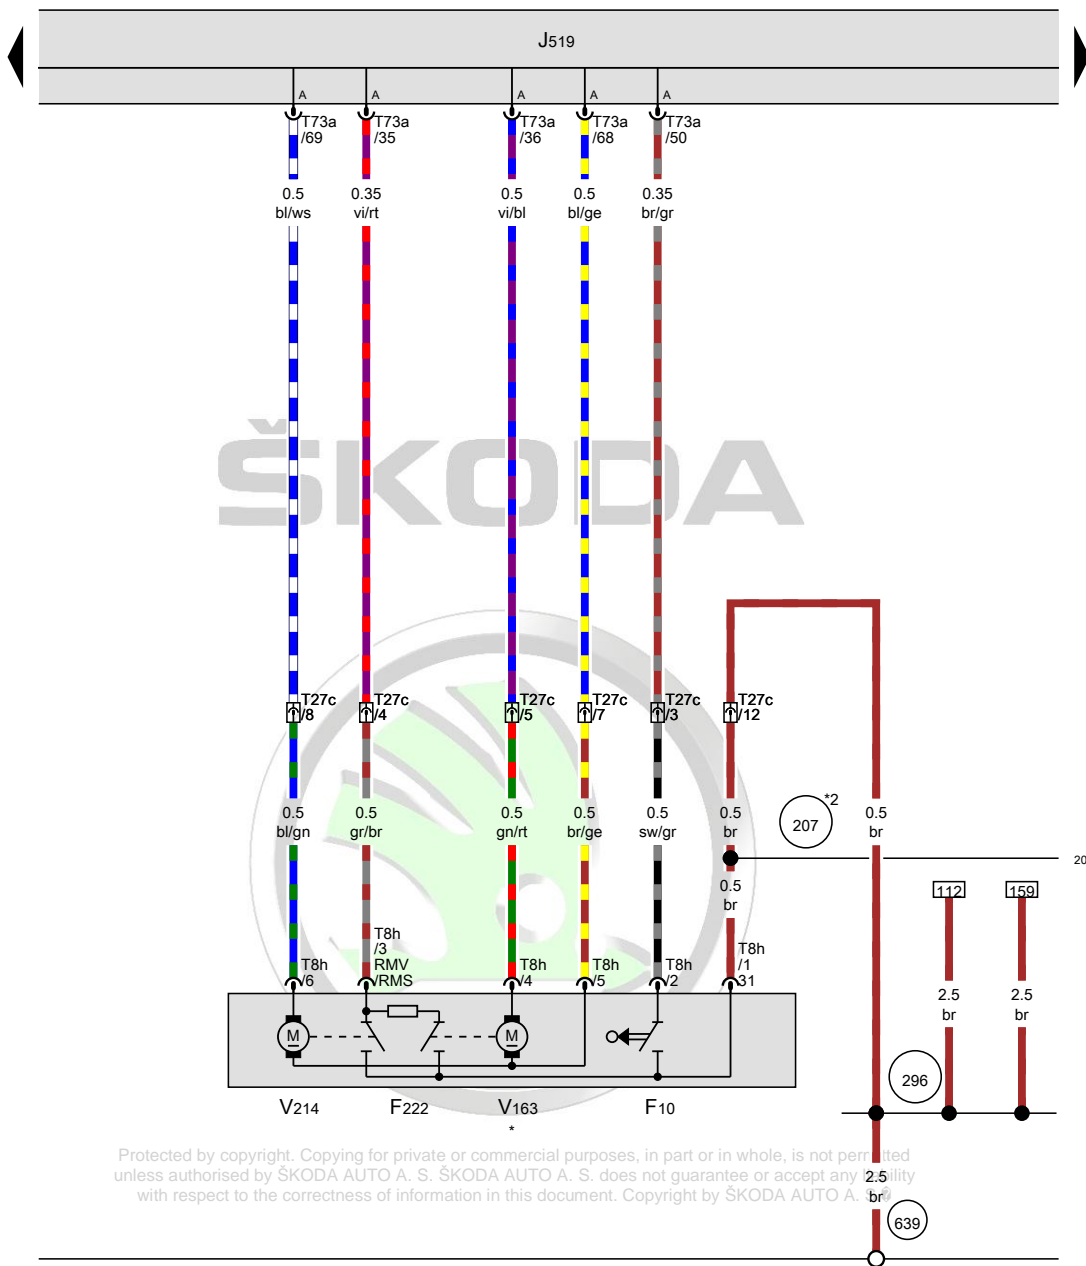 J519
A A A A A
T73a /69
T73a /35
T73a /36
T73a /68
T73a /50
0.5 bl/ws
0.35 vi/rt
0.5 vi/bl
0.5 bl/ge
0.35 br/gr
ŠKODA
T27c /8
T27c /4
T27c /5
T27c /7
T27c /3
T27c /12
0.5 bl/gn
0.5 gr/br
0.5 gn/rt
0.5 br/ge
0.5 sw/gr
0.5 br
207 *2
0.5 br
20
0.5 br
112
159
T8h /6
T8h /3 RMV /RMS
T8h /4
T8h /5
T8h /2
T8h /1 31
2.5 br
2.5 br
M
M
296
V214
F222
V163 *
F10
Protected by copyright. Copying for private or commercial purposes, in part or in whole, is not permitted
unless authorised by ŠKODA AUTO A. S. ŠKODA AUTO A. S. does not guarantee or accept any liability
with respect to the correctness of information in this document. Copyright by ŠKODA AUTO A. S.
2.5 br
639